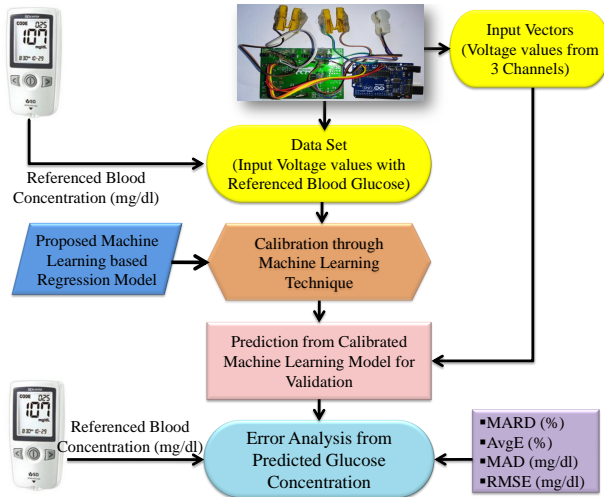 CODE 025
107
mg/dL
Input Vectors
(Voltage values from
3 Channels)
Data Set
(Input Voltage values with
Referenced Blood Glucose)
Referenced Blood
Concentration (mg/dl)
Proposed Machine
Learning based
Regression Model
Calibration through
Machine Learning
Technique
Prediction from Calibrated
Machine Learning Model for
Validation
CODE 025
107
mg/dL
Referenced Blood
Concentration (mg/dl)
Error Analysis from
Predicted Glucose
Concentration
▪MARD (%)
▪AvgE (%)
▪MAD (mg/dl)
▪RMSE (mg/dl)